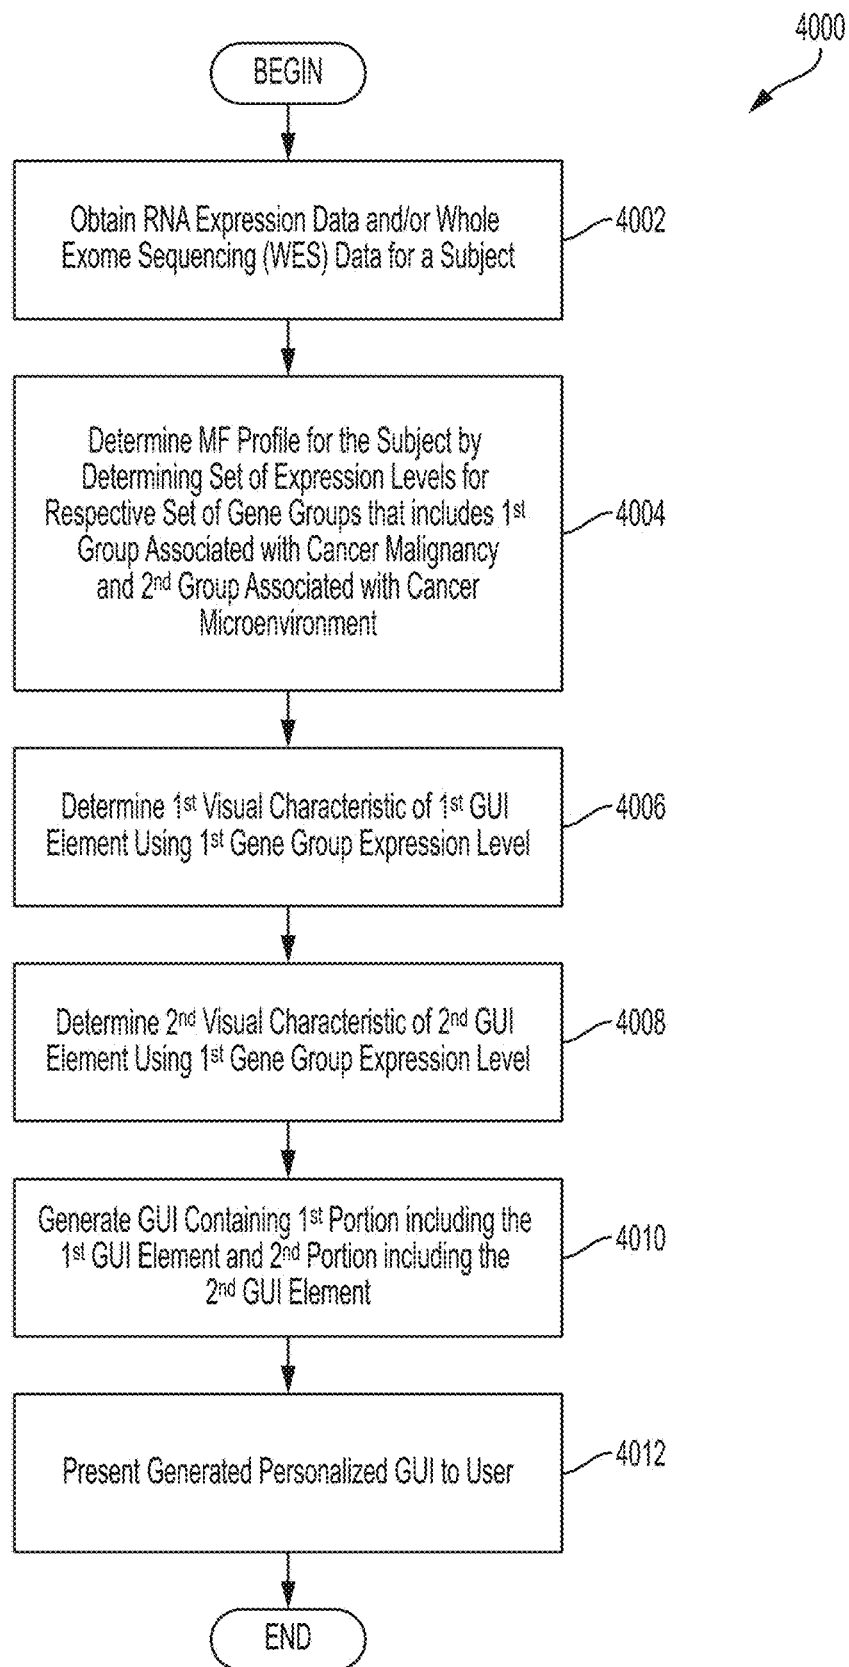 4000
BEGIN
Obtain RNA Expression Data and/or Whole
Exome Sequencing (WES) Data for a Subject
4002
Determine MF Profile for the Subject by
Determining Set of Expression Levels for
Respective Set of Gene Groups that includes 1st
Group Associated with Cancer Malignancy
and 2nd Group Associated with Cancer
Microenvironment
4004
Determine 1st Visual Characteristic of 1st GUI
Element Using 1st Gene Group Expression Level
4006
Determine 2nd Visual Characteristic of 2nd GUI
Element Using 1st Gene Group Expression Level
4008
Generate GUI Containing 1st Portion including the
1st GUI Element and 2nd Portion including the
2nd GUI Element
4010
Present Generated Personalized GUI to User
4012
END